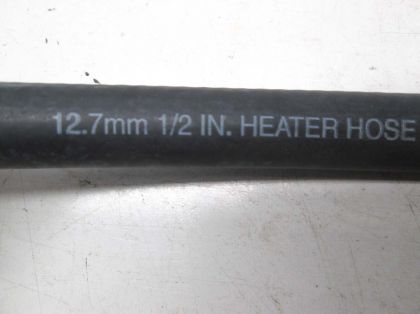 12.7mm 1/2 IN. HEATER HOSE